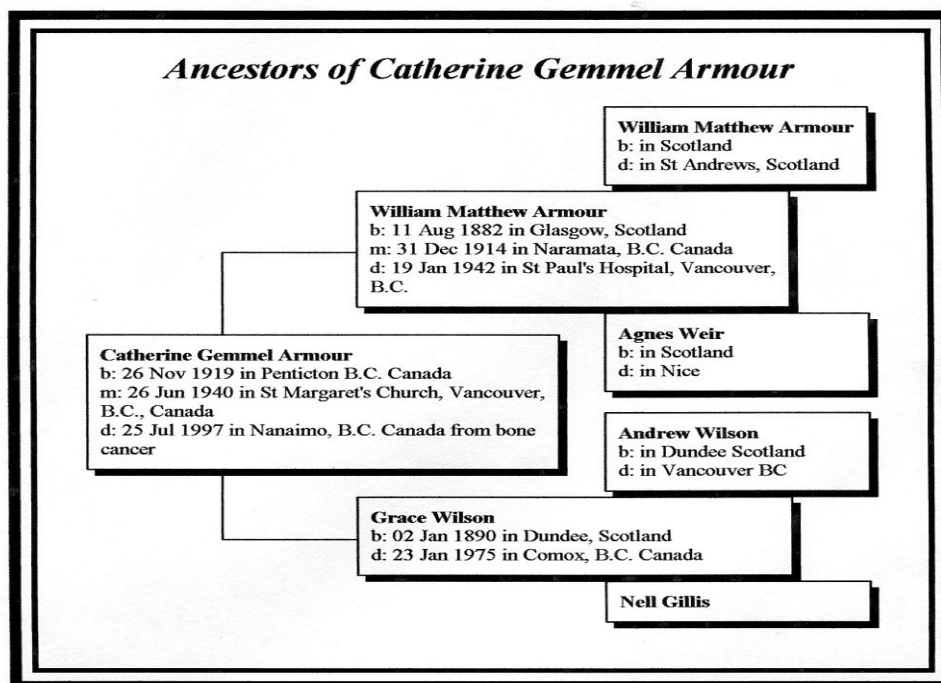 Ancestors of Catherine Gemmel Armour
William Matthew Armour
b: in Scotland
d: in St Andrews, Scotland
William Matthew Armour
b: 11 Aug 1882 in Glasgow, Scotland
m: 31 Dec 1914 in Naramata, B.C. Canada
d: 19 Jan 1942 in St Paul's Hospital, Vancouver,
B.C.
Agnes Weir
b: in Scotland
d: in Nice
Catherine Gemmel Armour
b: 26 Nov 1919 in Penticton B.C. Canada
m: 26 Jun 1940 in St Margaret's Church, Vancouver,
B.C., Canada
d: 25 Jul 1997 in Nanaimo, B.C. Canada from bone
cancer
Andrew Wilson
b: in Dundee Scotland
d: in Vancouver BC
Grace Wilson
b: 02 Jan 1890 in Dundee, Scotland
d: 23 Jan 1975 in Comox, B.C. Canada
Nell Gillis